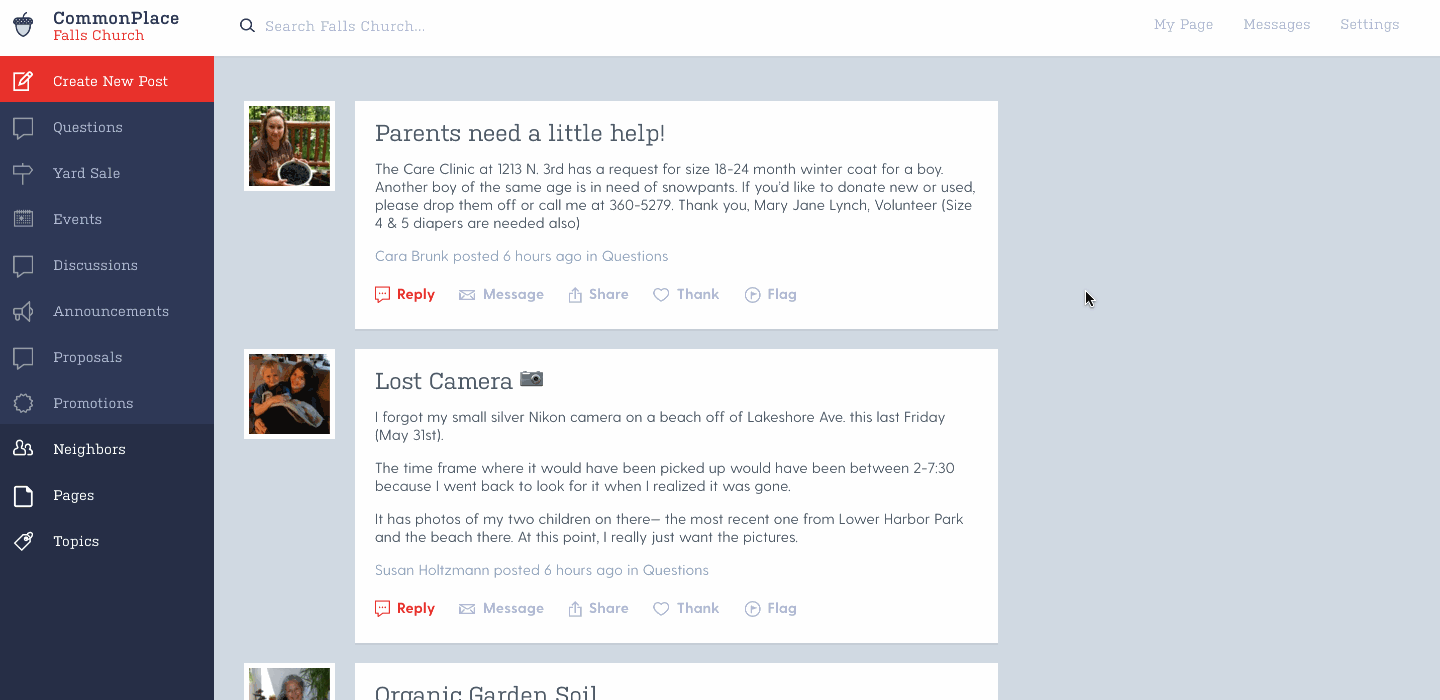 CommonPlace
Falls Church
Search Falls Church...
My Page
Messages
Settings
Create New Post
Questions
Yard Sale
Events
Discussions
Announcements
Proposals
Promotions
Neighbors
Pages
Topics
Parents need a little help!
The Care Clinic at 1213 N. 3rd has a request for size 18-24 month winter coat for a boy.
Another boy of the same age is in need of snowpants. If you'd like to donate new or used,
please drop them off or call me at 360-5279. Thank you, Mary Jane Lynch, Volunteer (Size
4 & 5 diapers are needed also)
Cara Brunk posted 6 hours ago in Questions
Reply Message Share Thank Flag
Lost Camera
I forgot my small silver Nikon camera on a beach off of Lakeshore Ave. this last Friday
(May 31st).
The time frame where it would have been picked up would have been between 2-7:30
because I went back to look for it when I realized it was gone.
It has photos of my two children on there— the most recent one from Lower Harbor Park
and the beach there. At this point, I really just want the pictures.
Susan Holtzmann posted 6 hours ago in Questions
Reply Message Share Thank Flag
Organic Garden Soil